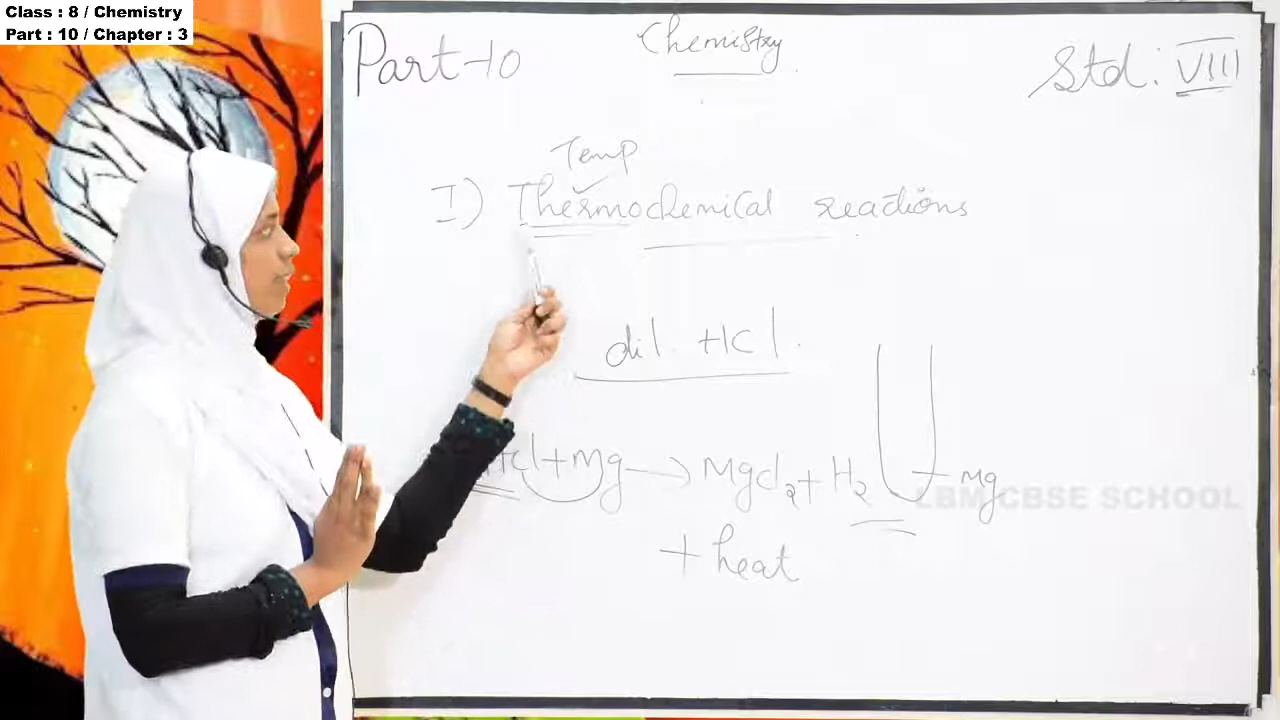 Class : 8 / Chemistry
Part : 10 / Chapter : 3
Part-10
Chemistry
Std: VIII
Temp
I) Thermochemical reactions
dil. HCl.
Hcl+Mg → Mgcl2 + H2
Mg
LBM CBSE SCHOOL
+ heat